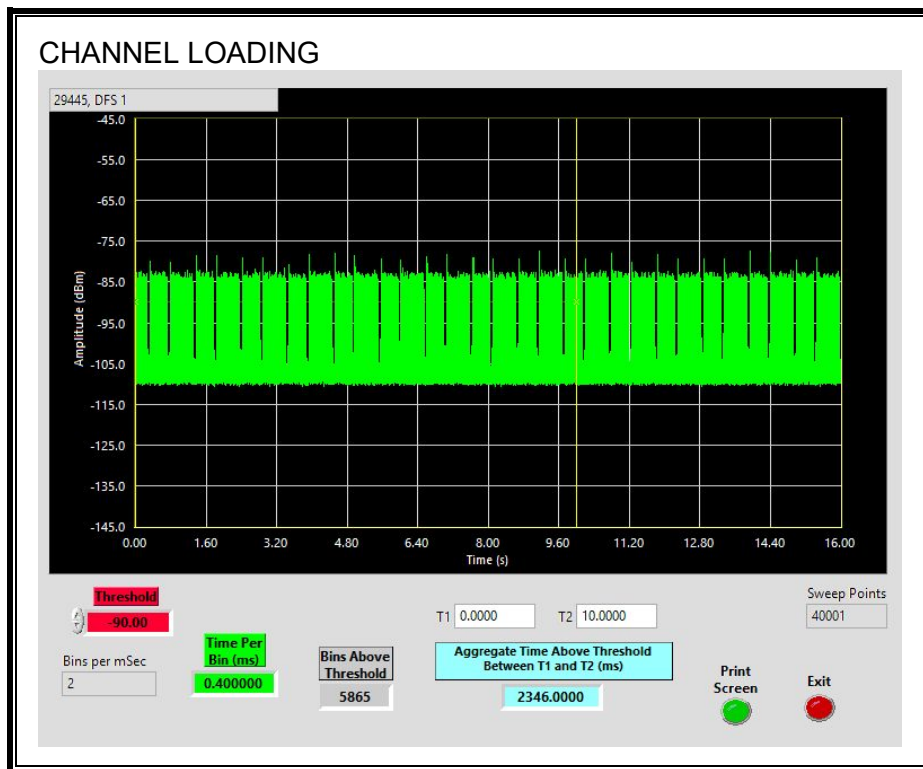 CHANNEL LOADING
29445, DFS 1
-45.0
-55.0
-65.0
-75.0
-85.0
-95.0
-105.0
-115.0
-125.0
-135.0
-145.0
Amplitude (dBm)
0.00 1.60 3.20 4.80 6.40 8.00 9.60 11.20 12.80 14.40 16.00
Time (s)
Threshold
-90.00
Bins per mSec
2
Time Per
Bin (ms)
0.400000
Bins Above
Threshold
5865
T1 0.0000 T2 10.0000
Aggregate Time Above Threshold
Between T1 and T2 (ms)
2346.0000
Sweep Points
40001
Print
Screen
Exit